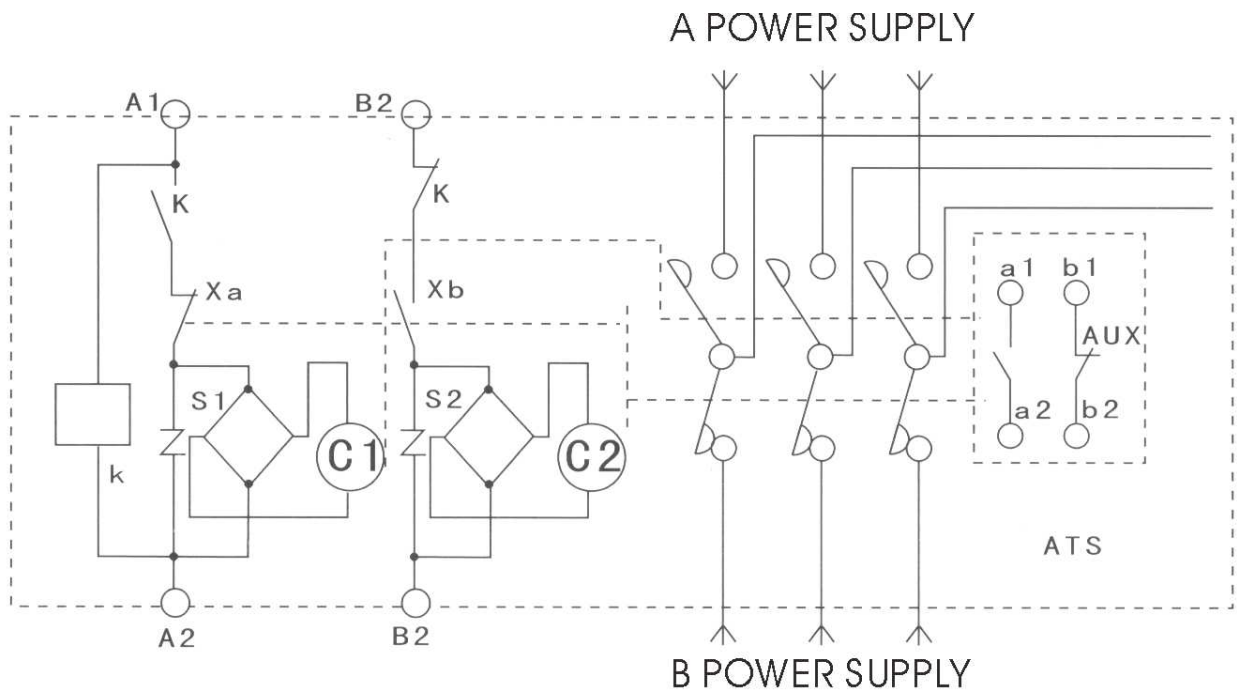 A POWER SUPPLY
A1
B2
K
K
Xa
Xb
a1
b1
AUX
a2
b2
S1
S2
C1
C2
k
ATS
A2
B2
B POWER SUPPLY